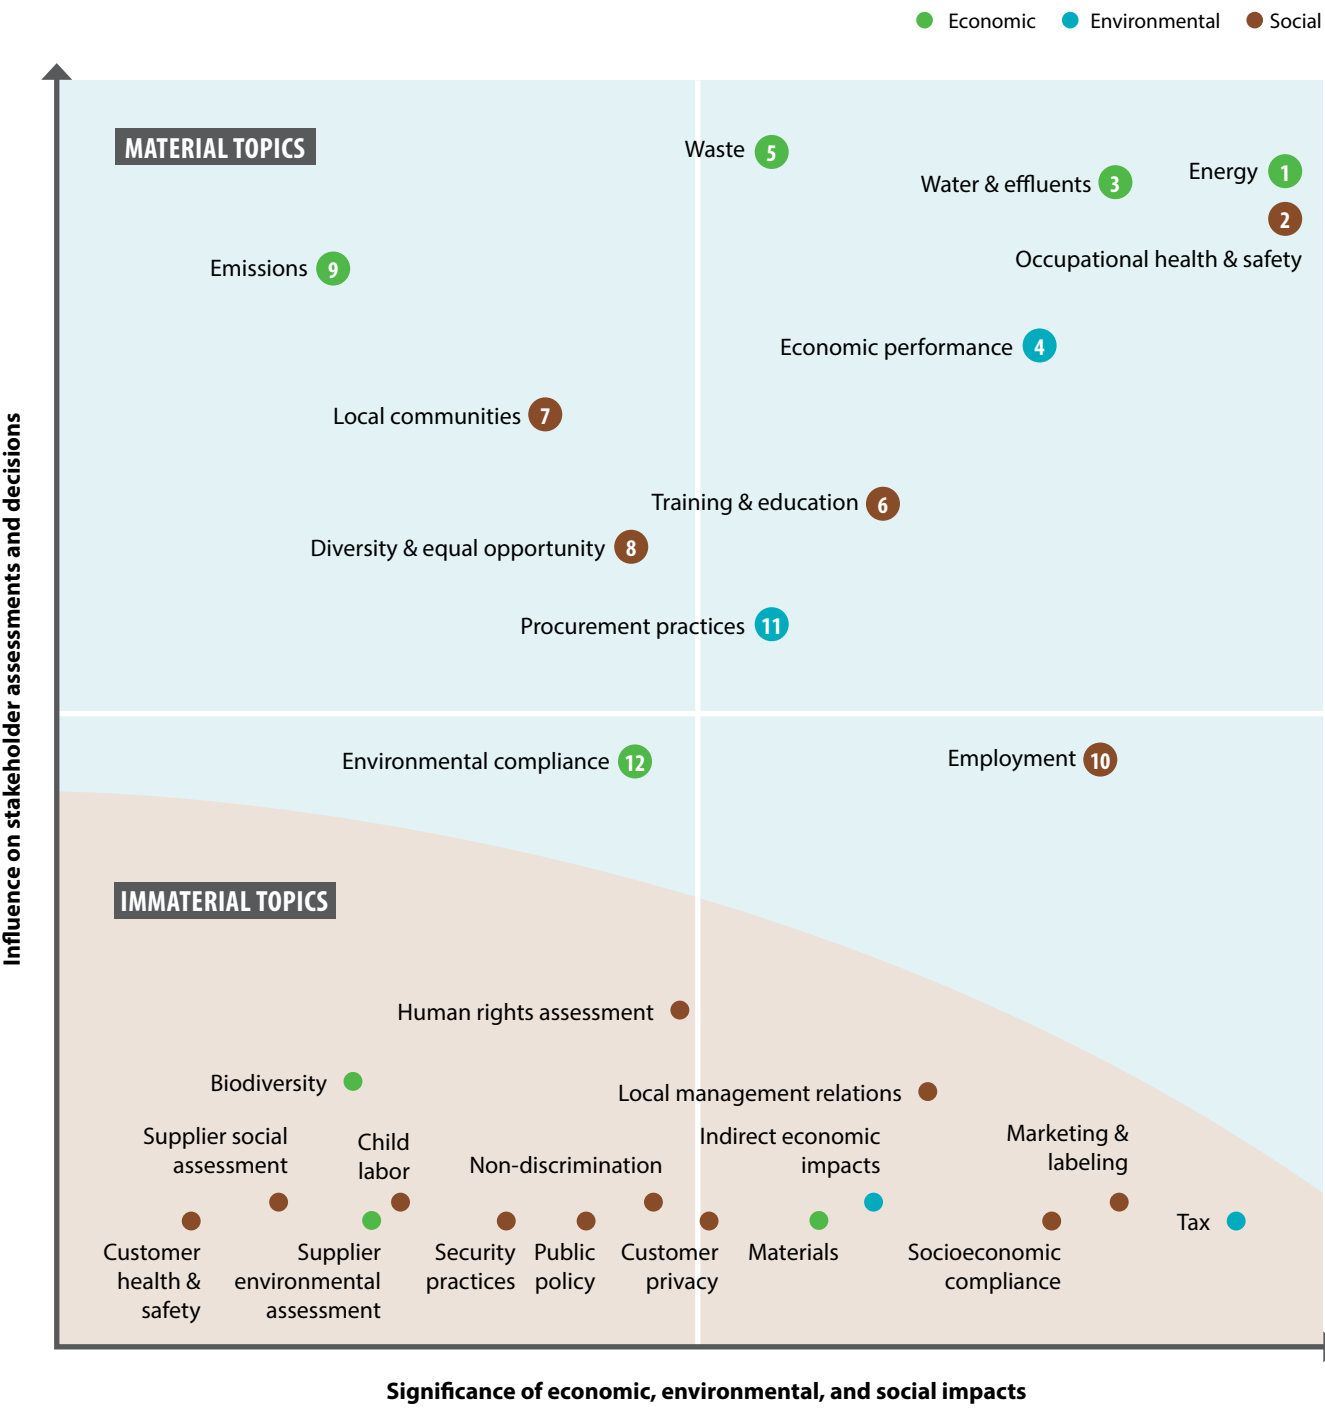 Economic Environmental Social
MATERIAL TOPICS
Waste 5
Water & effluents 3
Energy 1
2
Occupational health & safety
Emissions 9
Economic performance 4
Local communities 7
Training & education 6
Diversity & equal opportunity 8
Procurement practices 11
Influence on stakeholder assessments and decisions
Environmental compliance 12
Employment 10
IMMATERIAL TOPICS
Human rights assessment
Biodiversity
Local management relations
Supplier social
assessment
Child
labor
Non-discrimination
Indirect economic
impacts
Marketing &
labeling
Tax
Customer
health &
safety
Supplier
environmental
assessment
Security
practices
Public
policy
Customer
privacy
Materials
Socioeconomic
compliance
Significance of economic, environmental, and social impacts